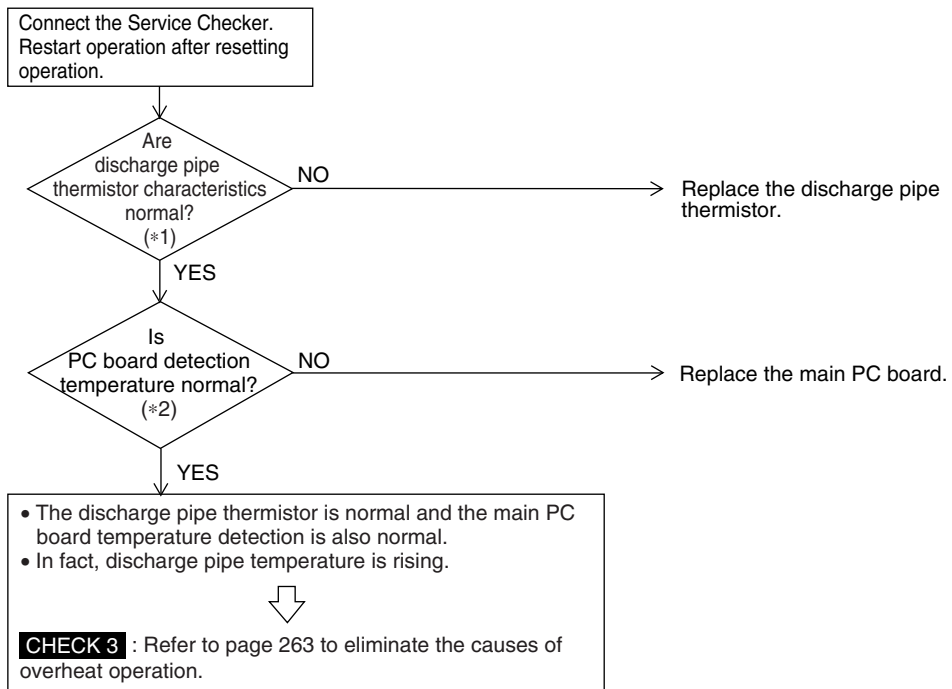 Connect the Service Checker.
Restart operation after resetting
operation.
Are
discharge pipe
thermistor characteristics
normal?
(*1)
NO
Replace the discharge pipe
thermistor.
YES
Is
PC board detection
temperature normal?
(*2)
NO
Replace the main PC board.
YES
• The discharge pipe thermistor is normal and the main PC
board temperature detection is also normal.
• In fact, discharge pipe temperature is rising.
CHECK 3 : Refer to page 263 to eliminate the causes of
overheat operation.